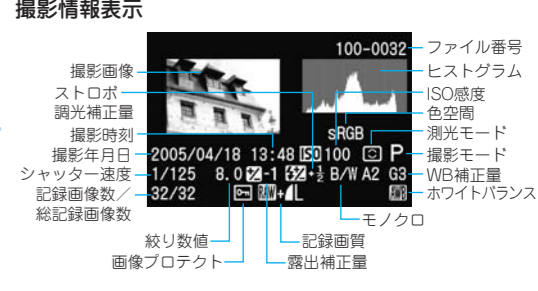 撮影情報表示
100-0032
ファイル番号
撮影画像
ヒストグラム
ストロボ
調光補正量
ISO感度
色空間
sRGB
撮影時刻
測光モード
撮影年月日
2005/04/18 13:48 ISO 100 P
撮影モード
シャッター速度
1/125 8.0 -1 +½ B/W A2 G3
WB補正量
記録画像数／
総記録画像数
32/32 RAW+L
ホワイトバランス
モノクロ
絞り数値
記録画質
画像プロテクト
露出補正量